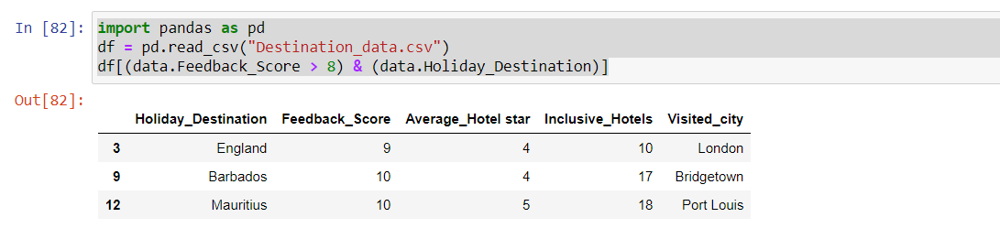 In [82]: import pandas as pd
df = pd.read_csv("Destination_data.csv")
df[(data.Feedback_Score > 8) & (data.Holiday_Destination)]
Out[82]:
Holiday_Destination Feedback_Score Average_Hotel star Inclusive_Hotels Visited_city
3 England 9 4 10 London
9 Barbados 10 4 17 Bridgetown
12 Mauritius 10 5 18 Port Louis